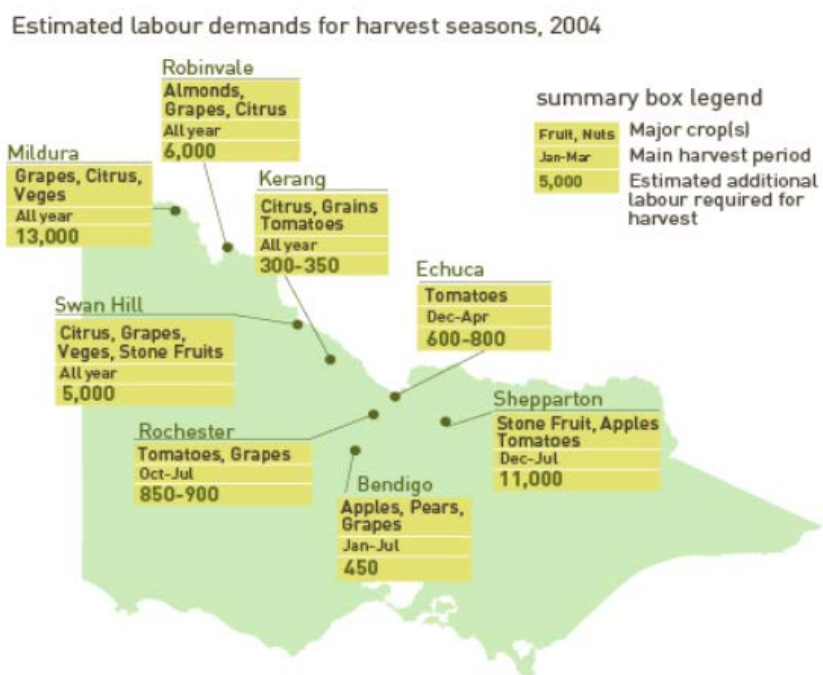 Estimated labour demands for harvest seasons, 2004
Robinvale
Almonds,
Grapes, Citrus
All year
6,000
summary box legend
Fruit, Nuts Major crop(s)
Jan-Mar Main harvest period
5,000 Estimated additional
labour required for
harvest
Mildura
Grapes, Citrus,
Veges
All year
13,000
Kerang
Citrus, Grains
Tomatoes
All year
300-350
Echuca
Tomatoes
Dec-Apr
600-800
Swan Hill
Citrus, Grapes,
Veges, Stone Fruits
All year
5,000
Shepparton
Stone Fruit, Apples
Tomatoes
Dec-Jul
11,000
Rochester
Tomatoes, Grapes
Oct-Jul
850-900
Bendigo
Apples, Pears,
Grapes
Jan-Jul
450